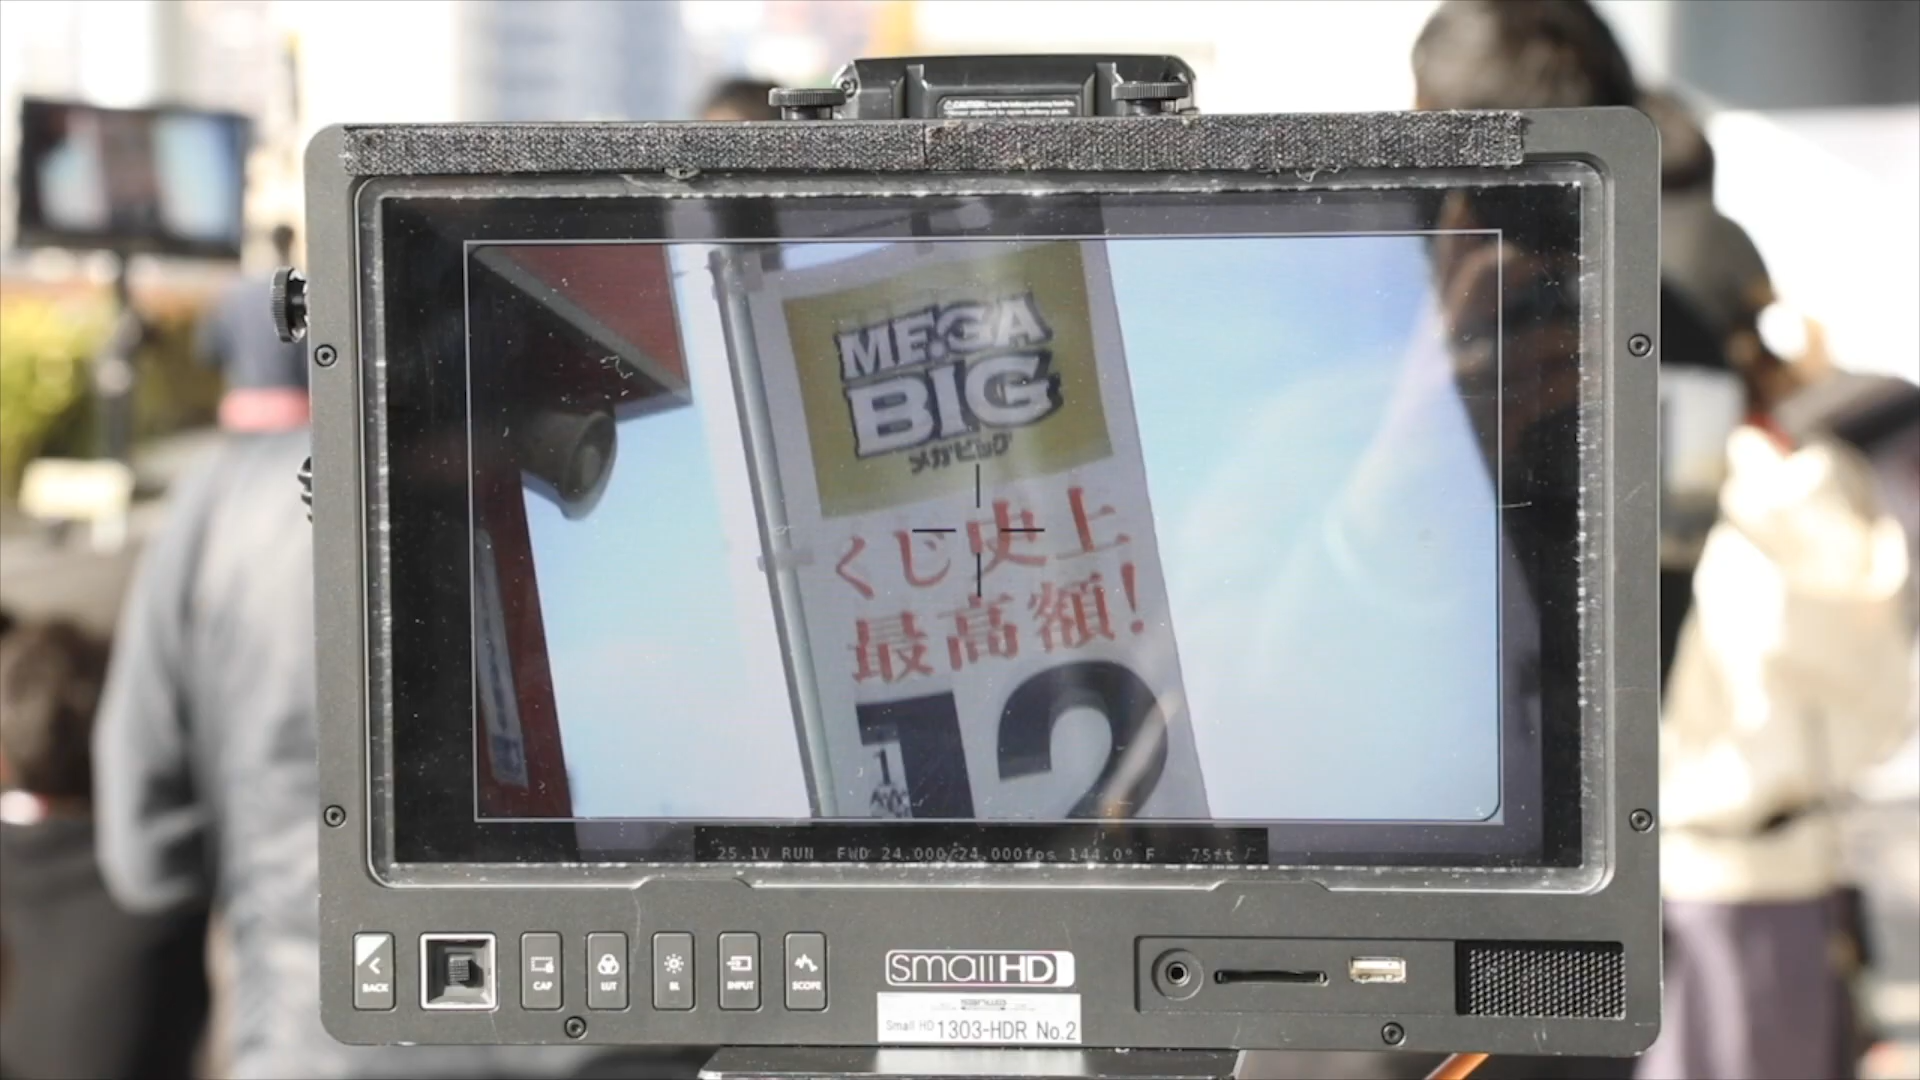 CAUTION:
MEGA
BIG
メガビッグ
くじ史上
最高額!
12
1
25.1V RUN FWD 24.000/24.000fps 144.0° F 75ft
BACK
CAP
LUT
BL
INPUT
SCOPE
smallHD
Small HD 1303-HDR No.2